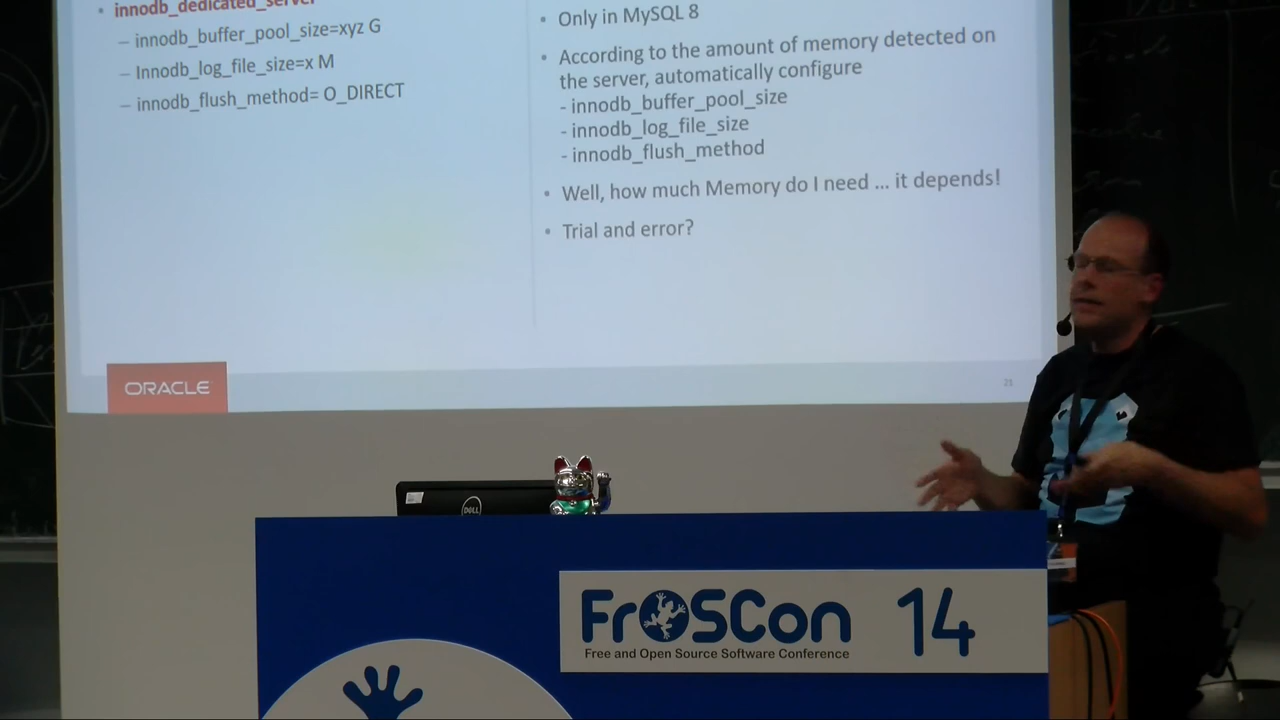 innodb_dedicated_server
– innodb_buffer_pool_size=xyz G
– Innodb_log_file_size=x M
– innodb_flush_method= O_DIRECT
• Only in MySQL 8
• According to the amount of memory detected on
the server, automatically configure
- innodb_buffer_pool_size
- innodb_log_file_size
- innodb_flush_method
• Well, how much Memory do I need ... it depends!
• Trial and error?
ORACLE
DELL
FrOSCon 14
Free and Open Source Software Conference